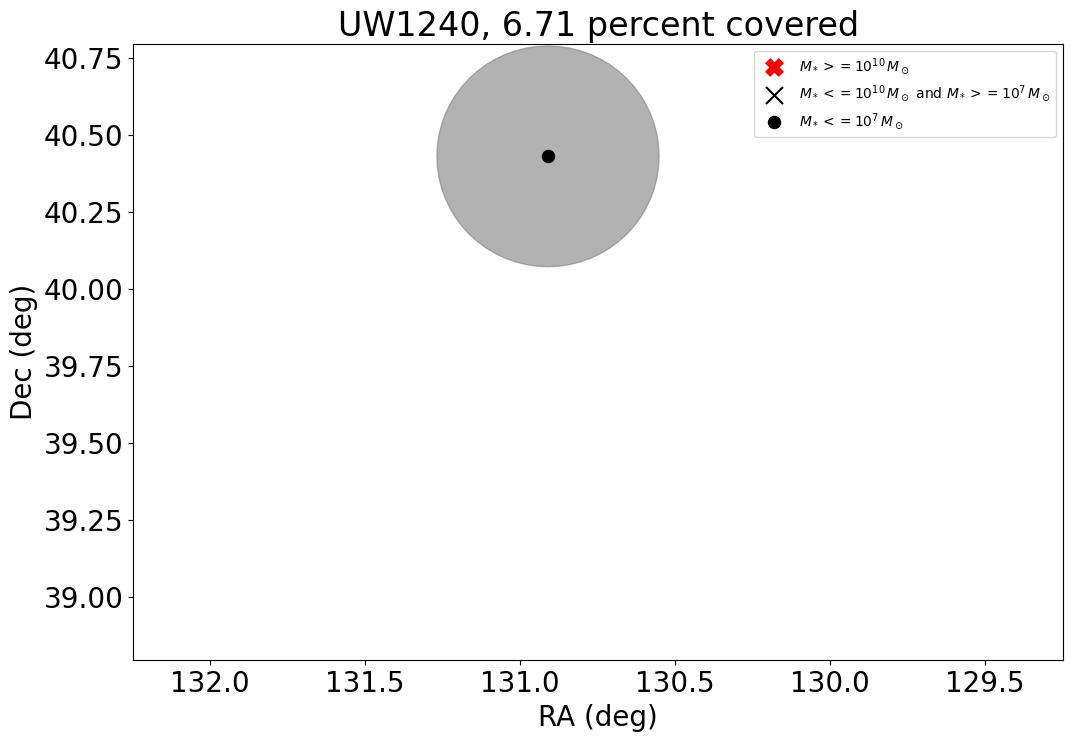 UW1240, 6.71 percent covered
M* >= 10^10 M⊙
M* <= 10^10 M⊙ and M* >= 10^7 M⊙
M* <= 10^7 M⊙
40.75
40.50
40.25
40.00
39.75
39.50
39.25
39.00
Dec (deg)
132.0 131.5 131.0 130.5 130.0 129.5
RA (deg)